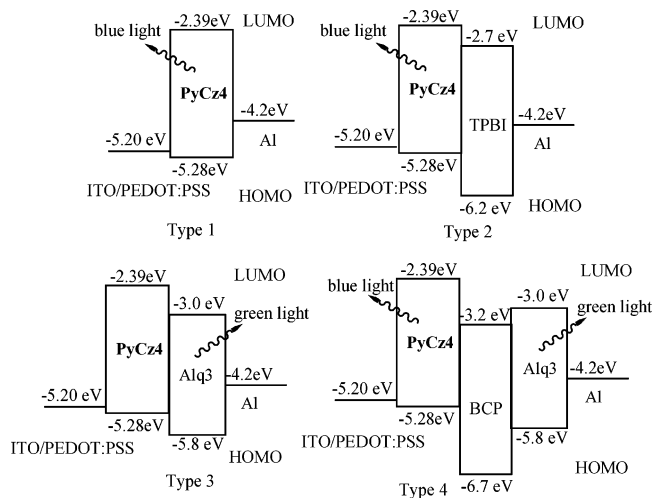 -2.39eV LUMO
blue light
PyCz4
-4.2eV
-5.20 eV
Al
-5.28eV
ITO/PEDOT:PSS
HOMO
Type 1
-2.39eV
LUMO
blue light
-2.7 eV
PyCz4
TPBI
-4.2eV
-5.20 eV
Al
-5.28eV
ITO/PEDOT:PSS
-6.2 eV
HOMO
Type 2
-2.39eV
LUMO
-3.0 eV
green light
PyCz4
Alq3
-4.2eV
-5.20 eV
Al
-5.28eV
ITO/PEDOT:PSS
-5.8 eV
HOMO
Type 3
-2.39eV
LUMO
blue light
-3.0 eV
-3.2 eV
green light
PyCz4
Alq3
-4.2eV
-5.20 eV
Al
BCP
-5.28eV
-5.8 eV
ITO/PEDOT:PSS
HOMO
-6.7 eV
Type 4